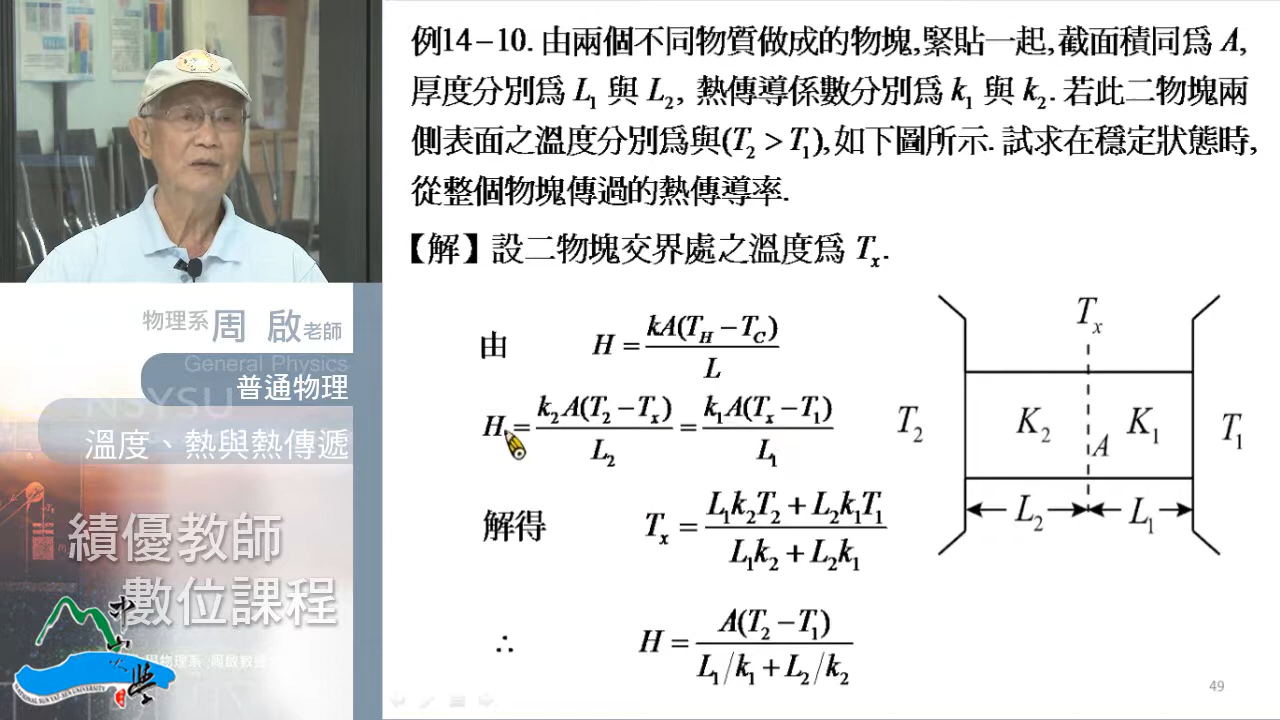 例14－10. 由兩個不同物質做成的物塊,緊貼一起,截面積同爲 A,
厚度分別爲 L₁ 與 L₂, 熱傳導係數分別爲 k₁ 與 k₂. 若此二物塊兩
側表面之溫度分別爲與(T₂ > T₁),如下圖所示. 試求在穩定狀態時,
從整個物塊傳過的熱傳導率.
【解】設二物塊交界處之溫度爲 Tₓ.
由 H = kA(T_H − T_C) / L
H = k₂A(T₂ − Tₓ) / L₂ = k₁A(Tₓ − T₁) / L₁
解得 Tₓ = (L₁k₂T₂ + L₂k₁T₁) / (L₁k₂ + L₂k₁)
∴ H = A(T₂ − T₁) / (L₁/k₁ + L₂/k₂)
Tₓ
T₂ K₂ A K₁ T₁
L₂ L₁
49
物理系周 啟老師
General Physics
普通物理
NSYSU
溫度、熱與熱傳遞
績優教師
數位課程
NATIONAL SUN YAT-SEN UNIVERSITY